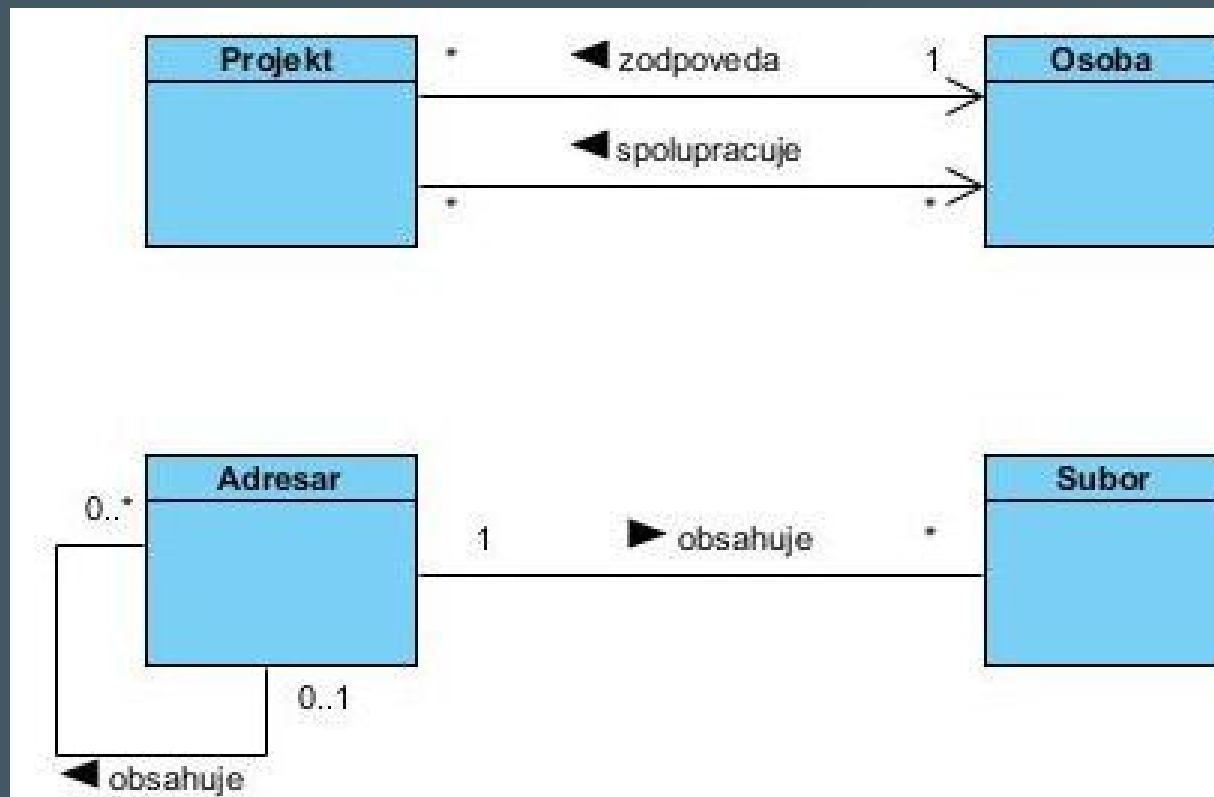 Projekt
* ◄ zodpoveda 1
Osoba
◄ spolupracuje
* *
Adresar
Subor
0..*
1 ► obsahuje *
0..1
◄ obsahuje